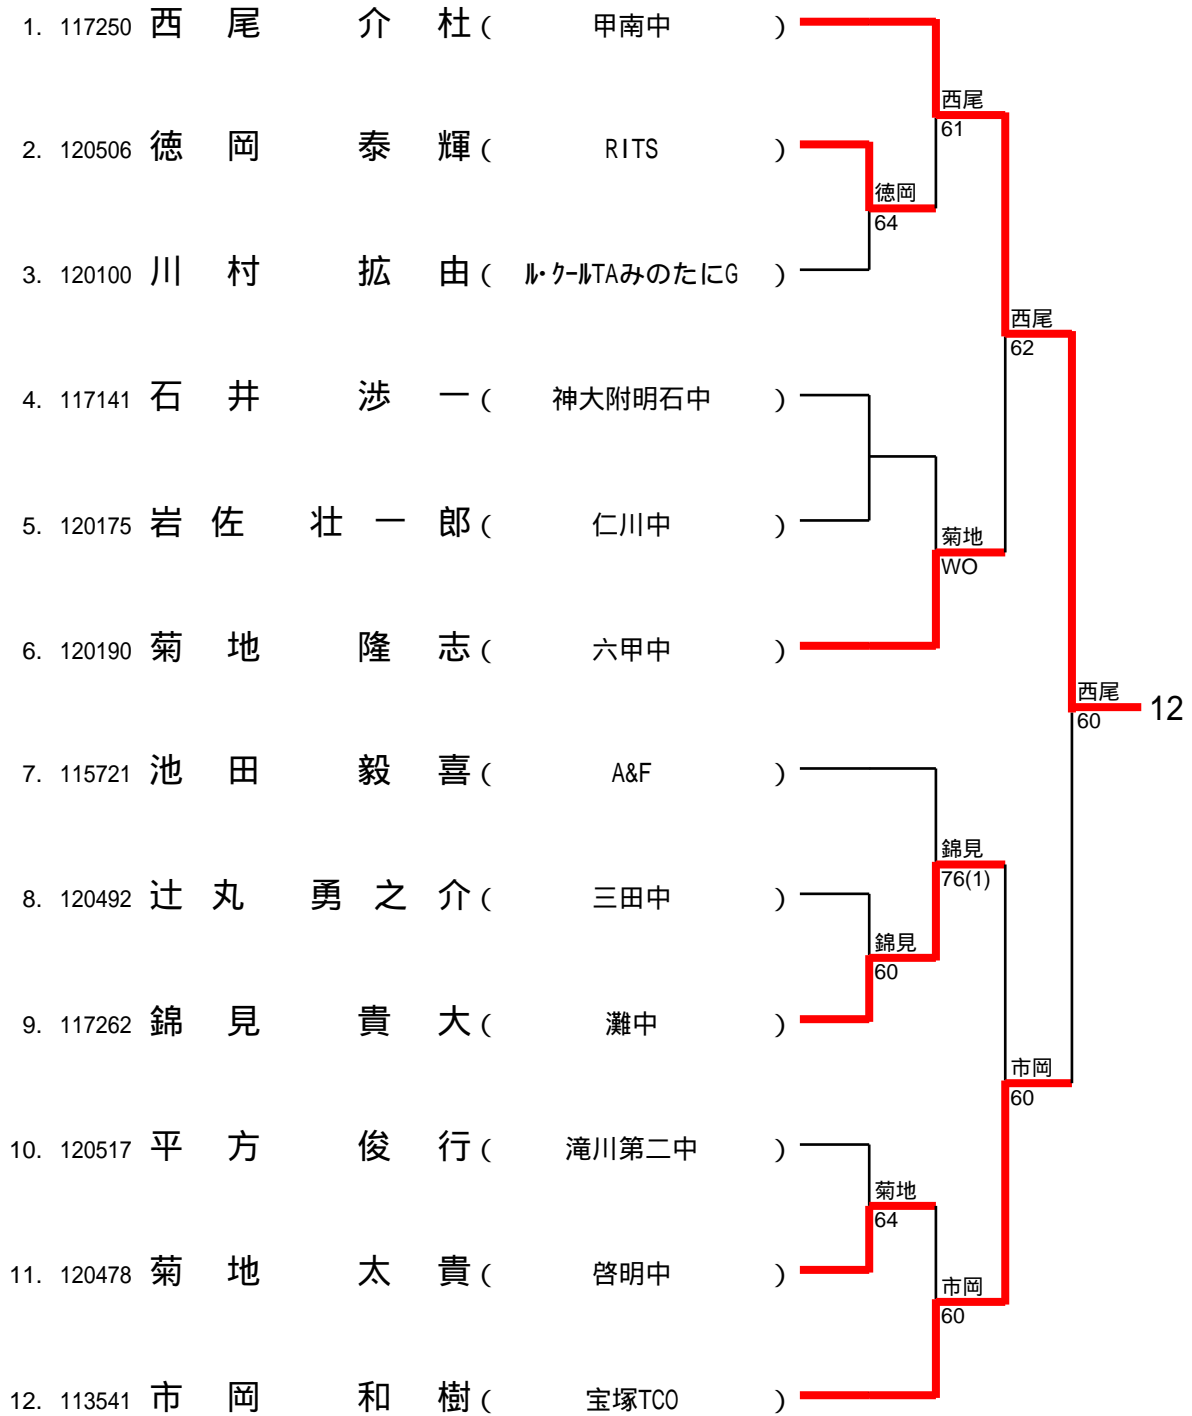 1. 117250 西尾 介杜 ( 甲南中 )
西尾
61
2. 120506 徳岡 泰輝 ( RITS )
徳岡
64
3. 120100 川村 拡由 ( ル・クールTAみのたにG )
西尾
62
4. 117141 石井 渉一 ( 神大附明石中 )
5. 120175 岩佐 壮一郎 ( 仁川中 )
菊地
WO
6. 120190 菊地 隆志 ( 六甲中 )
西尾
60
12
7. 115721 池田 毅喜 ( A&F )
錦見
76(1)
8. 120492 辻丸 勇之介 ( 三田中 )
錦見
60
9. 117262 錦見 貴大 ( 灘中 )
市岡
60
10. 120517 平方 俊行 ( 滝川第二中 )
菊地
64
11. 120478 菊地 太貴 ( 啓明中 )
市岡
60
12. 113541 市岡 和樹 ( 宝塚TCO )